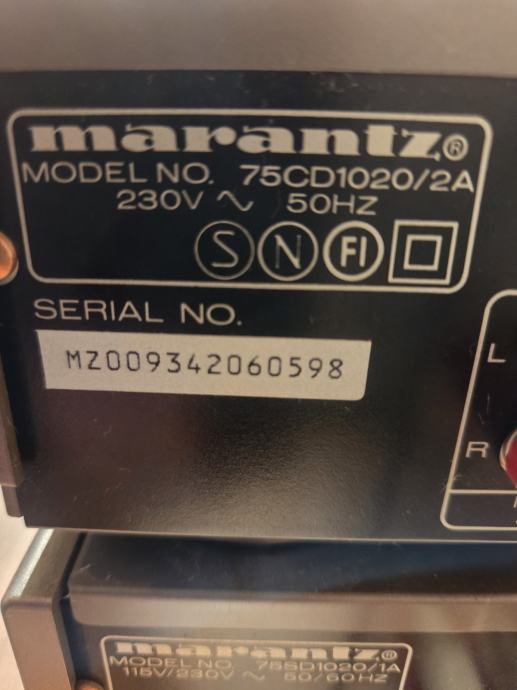 marantz®
MODEL NO. 75CD1020/2A
230V ∿ 50HZ
S N FI
SERIAL NO.
MZ009342060598
L
R
marantz®
MODEL NO. 75SD1020/1A
115V/230V ∿ 50/60HZ